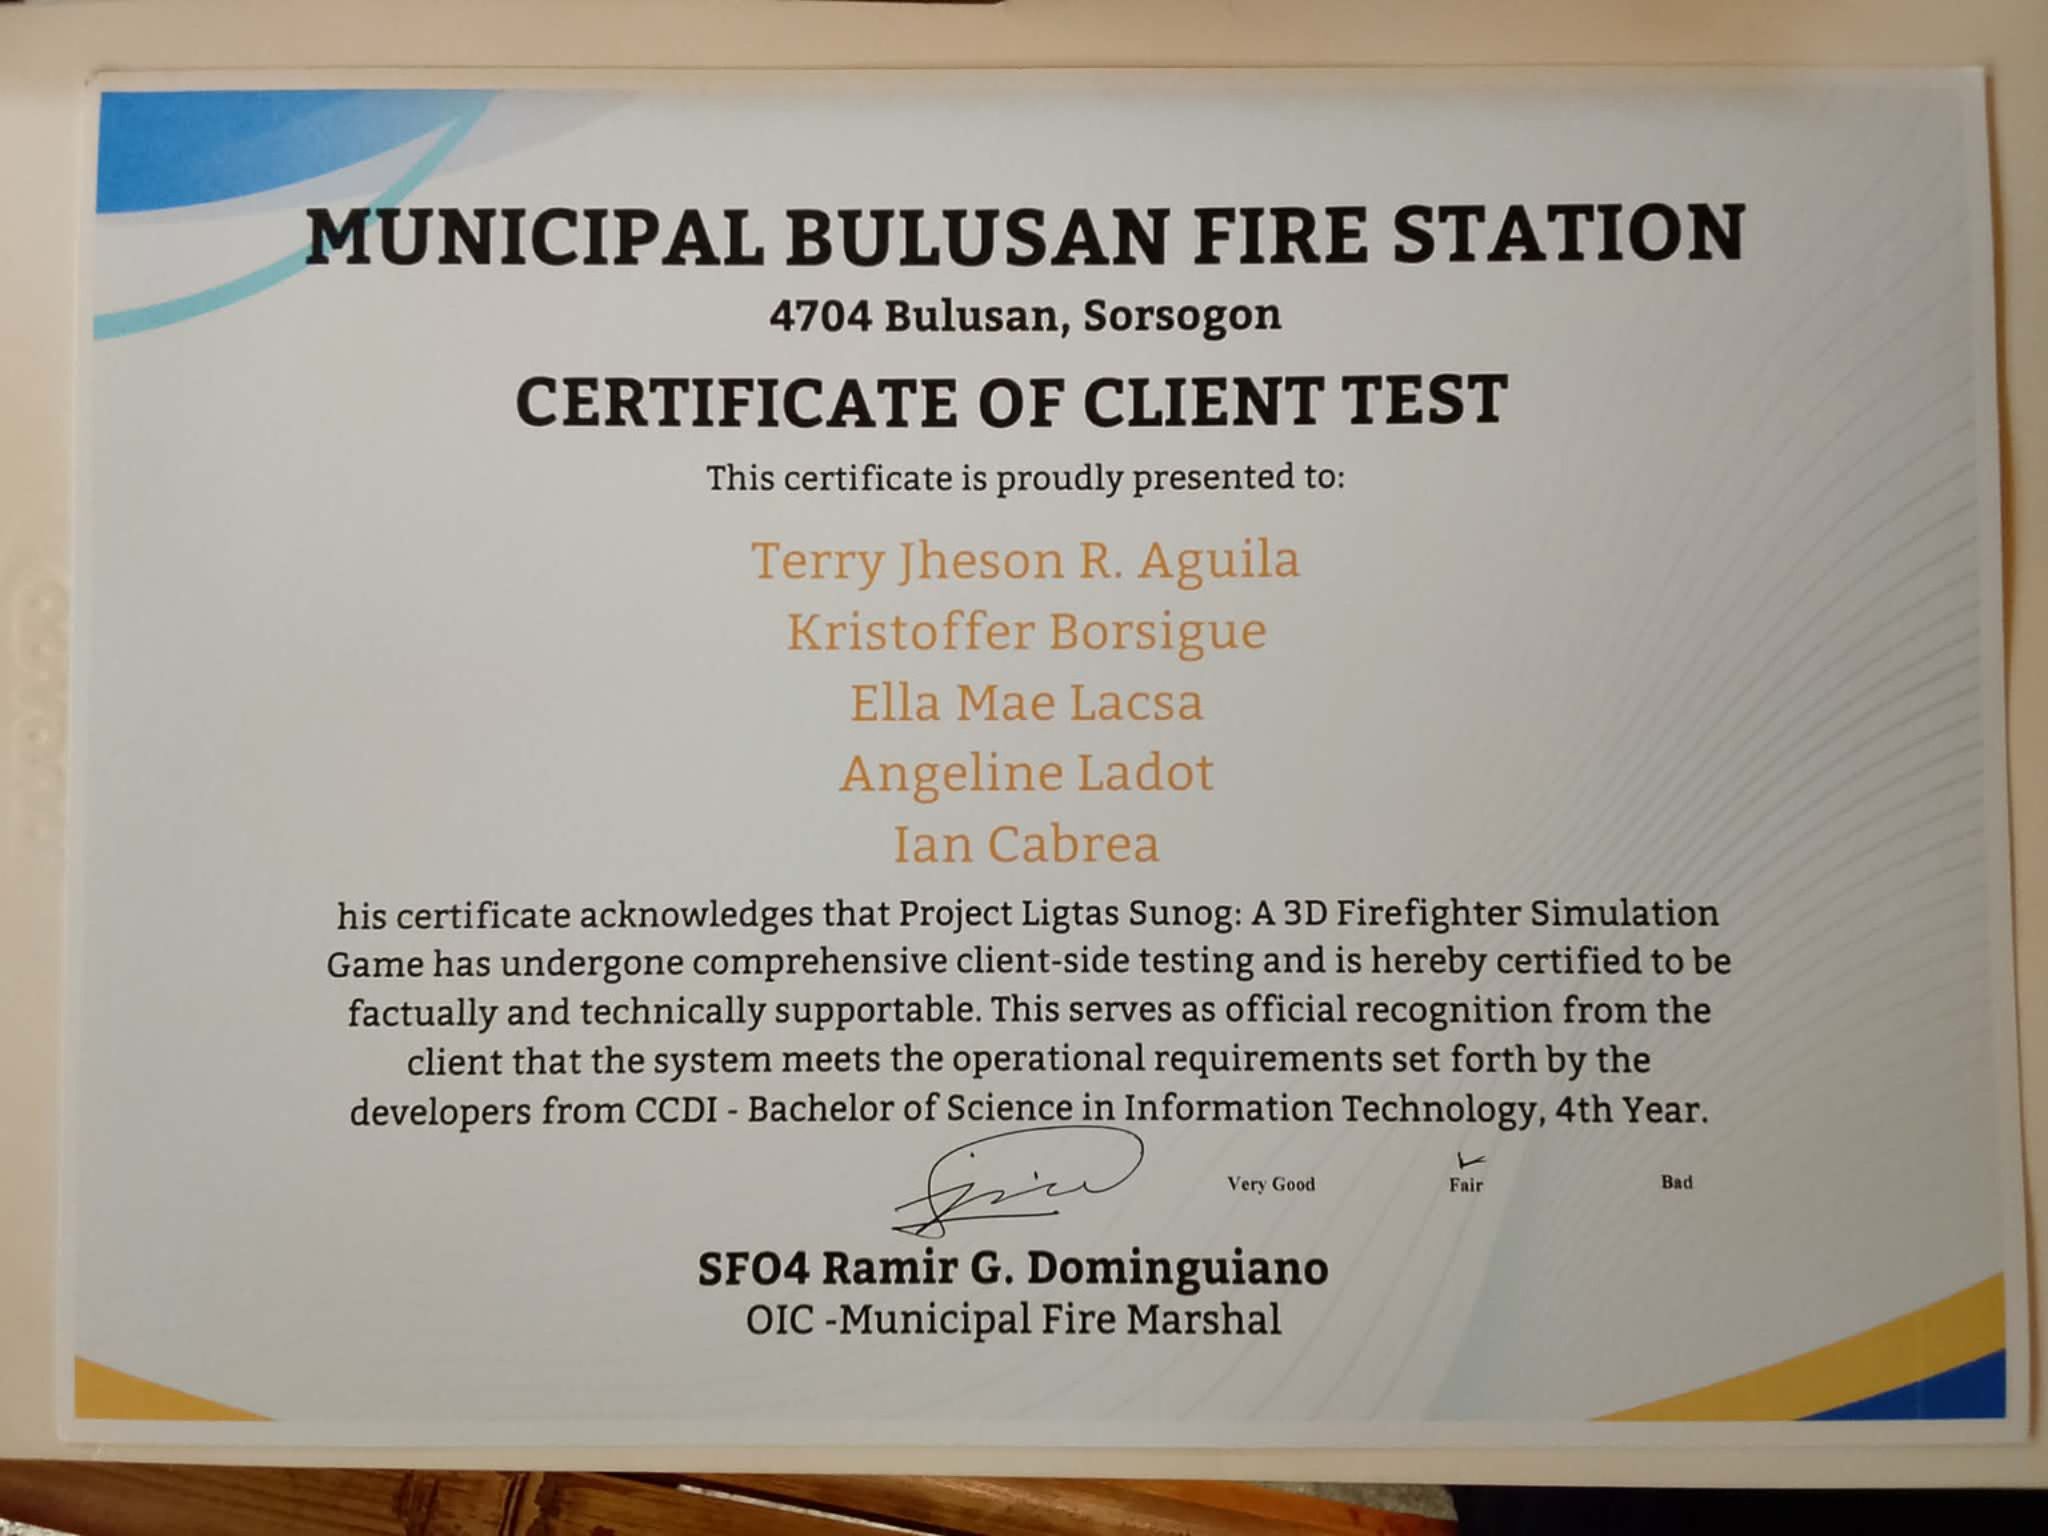 MUNICIPAL BULUSAN FIRE STATION
4704 Bulusan, Sorsogon
CERTIFICATE OF CLIENT TEST
This certificate is proudly presented to:
Terry Jheson R. Aguila
Kristoffer Borsigue
Ella Mae Lacsa
Angeline Ladot
Ian Cabrea
his certificate acknowledges that Project Ligtas Sunog: A 3D Firefighter Simulation
Game has undergone comprehensive client-side testing and is hereby certified to be
factually and technically supportable. This serves as official recognition from the
client that the system meets the operational requirements set forth by the
developers from CCDI - Bachelor of Science in Information Technology, 4th Year.
Very Good Fair Bad
SFO4 Ramir G. Dominguiano
OIC -Municipal Fire Marshal